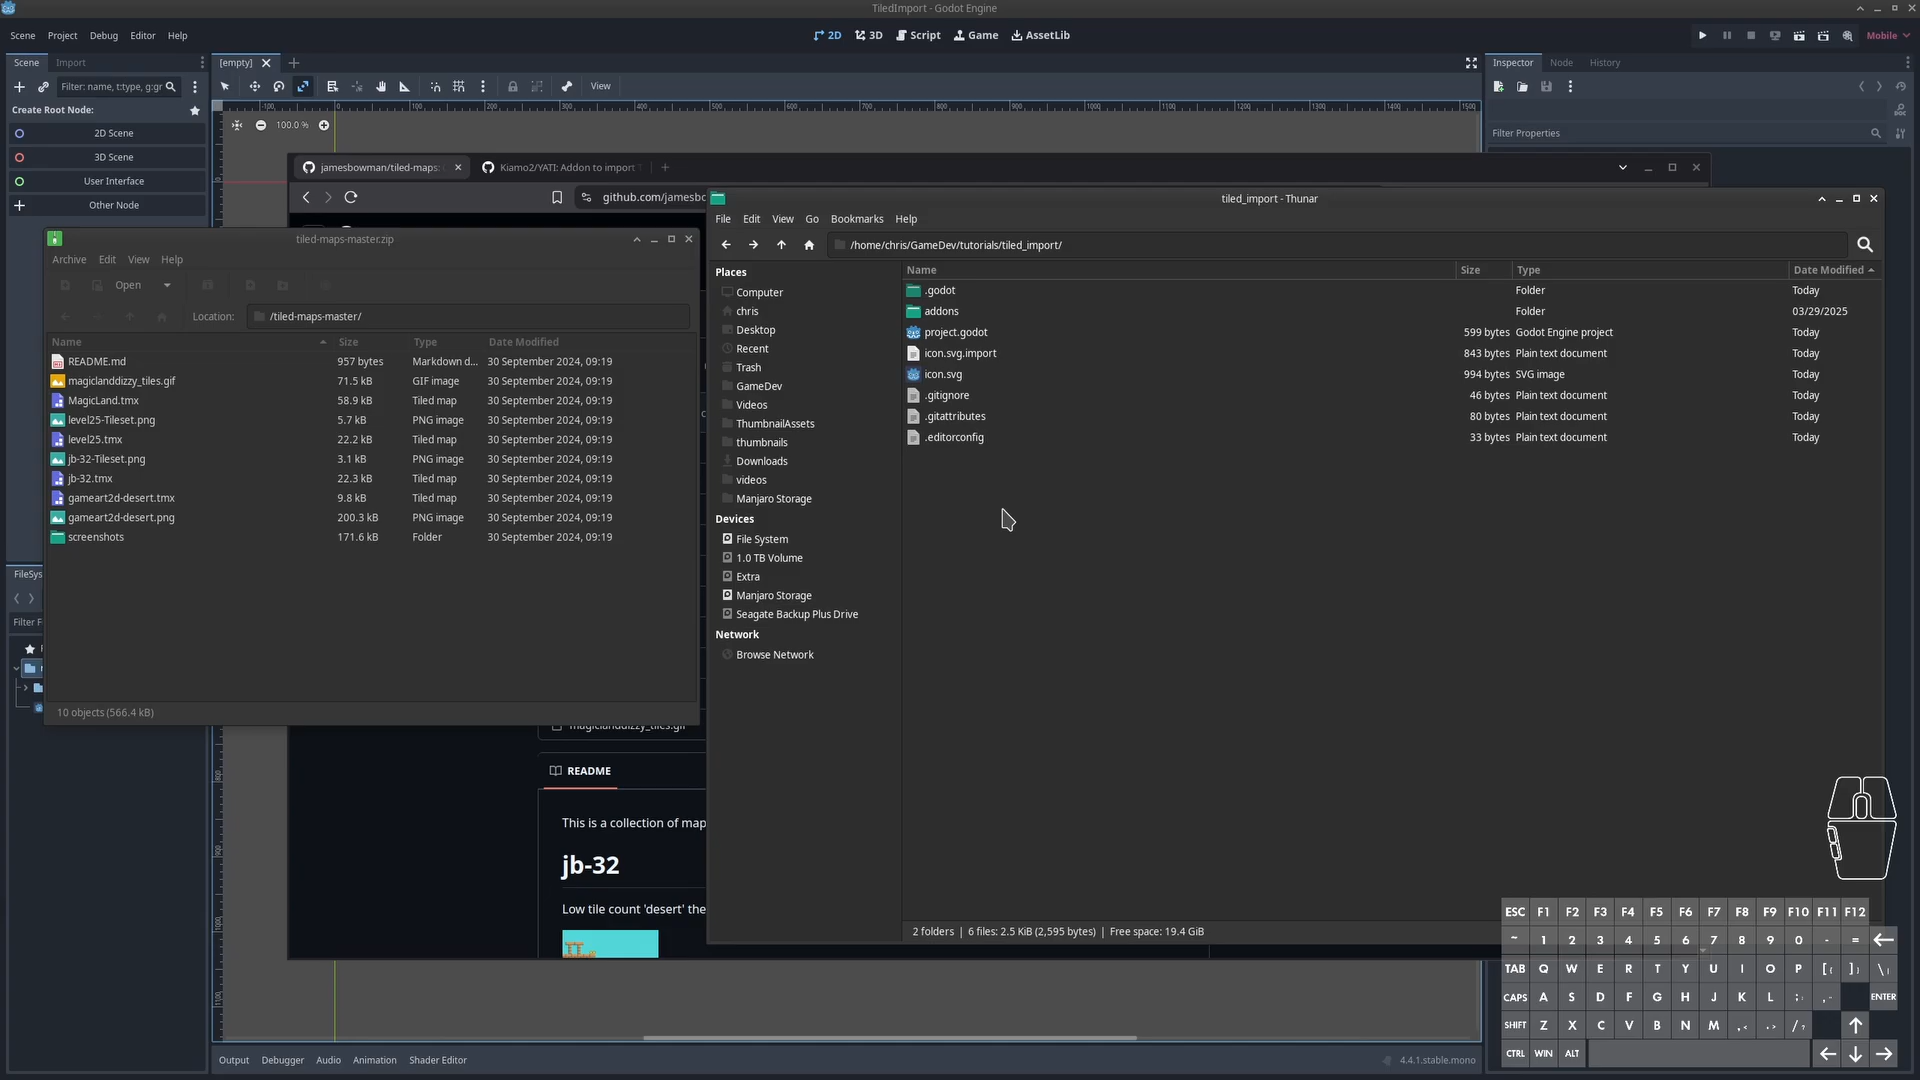 TiledImport - Godot Engine
Scene Project Debug Editor Help
2D 3D Script Game AssetLib
Mobile
Scene Import
[empty]
Inspector Node History
Filter: name, t:type, g:gr
View
Create Root Node:
2D Scene
3D Scene
User Interface
Other Node
100.0 %
Filter Properties
jamesbowman/tiled-maps:
Kiamo2/YATI: Addon to import
github.com/jamesbo
tiled-maps-master.zip
Archive Edit View Help
Open
Location: /tiled-maps-master/
Name Size Type Date Modified
README.md 957 bytes Markdown d... 30 September 2024, 09:19
magiclanddizzy_tiles.gif 71.5 kB GIF image 30 September 2024, 09:19
MagicLand.tmx 58.9 kB Tiled map 30 September 2024, 09:19
level25-Tileset.png 5.7 kB PNG image 30 September 2024, 09:19
level25.tmx 22.2 kB Tiled map 30 September 2024, 09:19
jb-32-Tileset.png 3.1 kB PNG image 30 September 2024, 09:19
jb-32.tmx 22.3 kB Tiled map 30 September 2024, 09:19
gameart2d-desert.tmx 9.8 kB Tiled map 30 September 2024, 09:19
gameart2d-desert.png 200.3 kB PNG image 30 September 2024, 09:19
screenshots 171.6 kB Folder 30 September 2024, 09:19
10 objects (566.4 kB)
FileSys
Filter F
tiled_import - Thunar
File Edit View Go Bookmarks Help
/home/chris/GameDev/tutorials/tiled_import/
Places
Computer
chris
Desktop
Recent
Trash
GameDev
Videos
ThumbnailAssets
thumbnails
Downloads
videos
Manjaro Storage
Devices
File System
1.0 TB Volume
Extra
Manjaro Storage
Seagate Backup Plus Drive
Network
Browse Network
Name Size Type Date Modified
.godot Folder Today
addons Folder 03/29/2025
project.godot 599 bytes Godot Engine project Today
icon.svg.import 843 bytes Plain text document Today
icon.svg 994 bytes SVG image Today
.gitignore 46 bytes Plain text document Today
.gitattributes 80 bytes Plain text document Today
.editorconfig 33 bytes Plain text document Today
2 folders | 6 files: 2.5 KiB (2,595 bytes) | Free space: 19.4 GiB
magiclanddizzy_tiles.gif
README
This is a collection of map
jb-32
Low tile count 'desert' the
ESC F1 F2 F3 F4 F5 F6 F7 F8 F9 F10 F11 F12
~ 1 2 3 4 5 6 7 8 9 0 - =
TAB Q W E R T Y U I O P [{ ]} \|
CAPS A S D F G H J K L ENTER
SHIFT Z X C V B N M
CTRL WIN ALT
Output Debugger Audio Animation Shader Editor
4.4.1.stable.mono